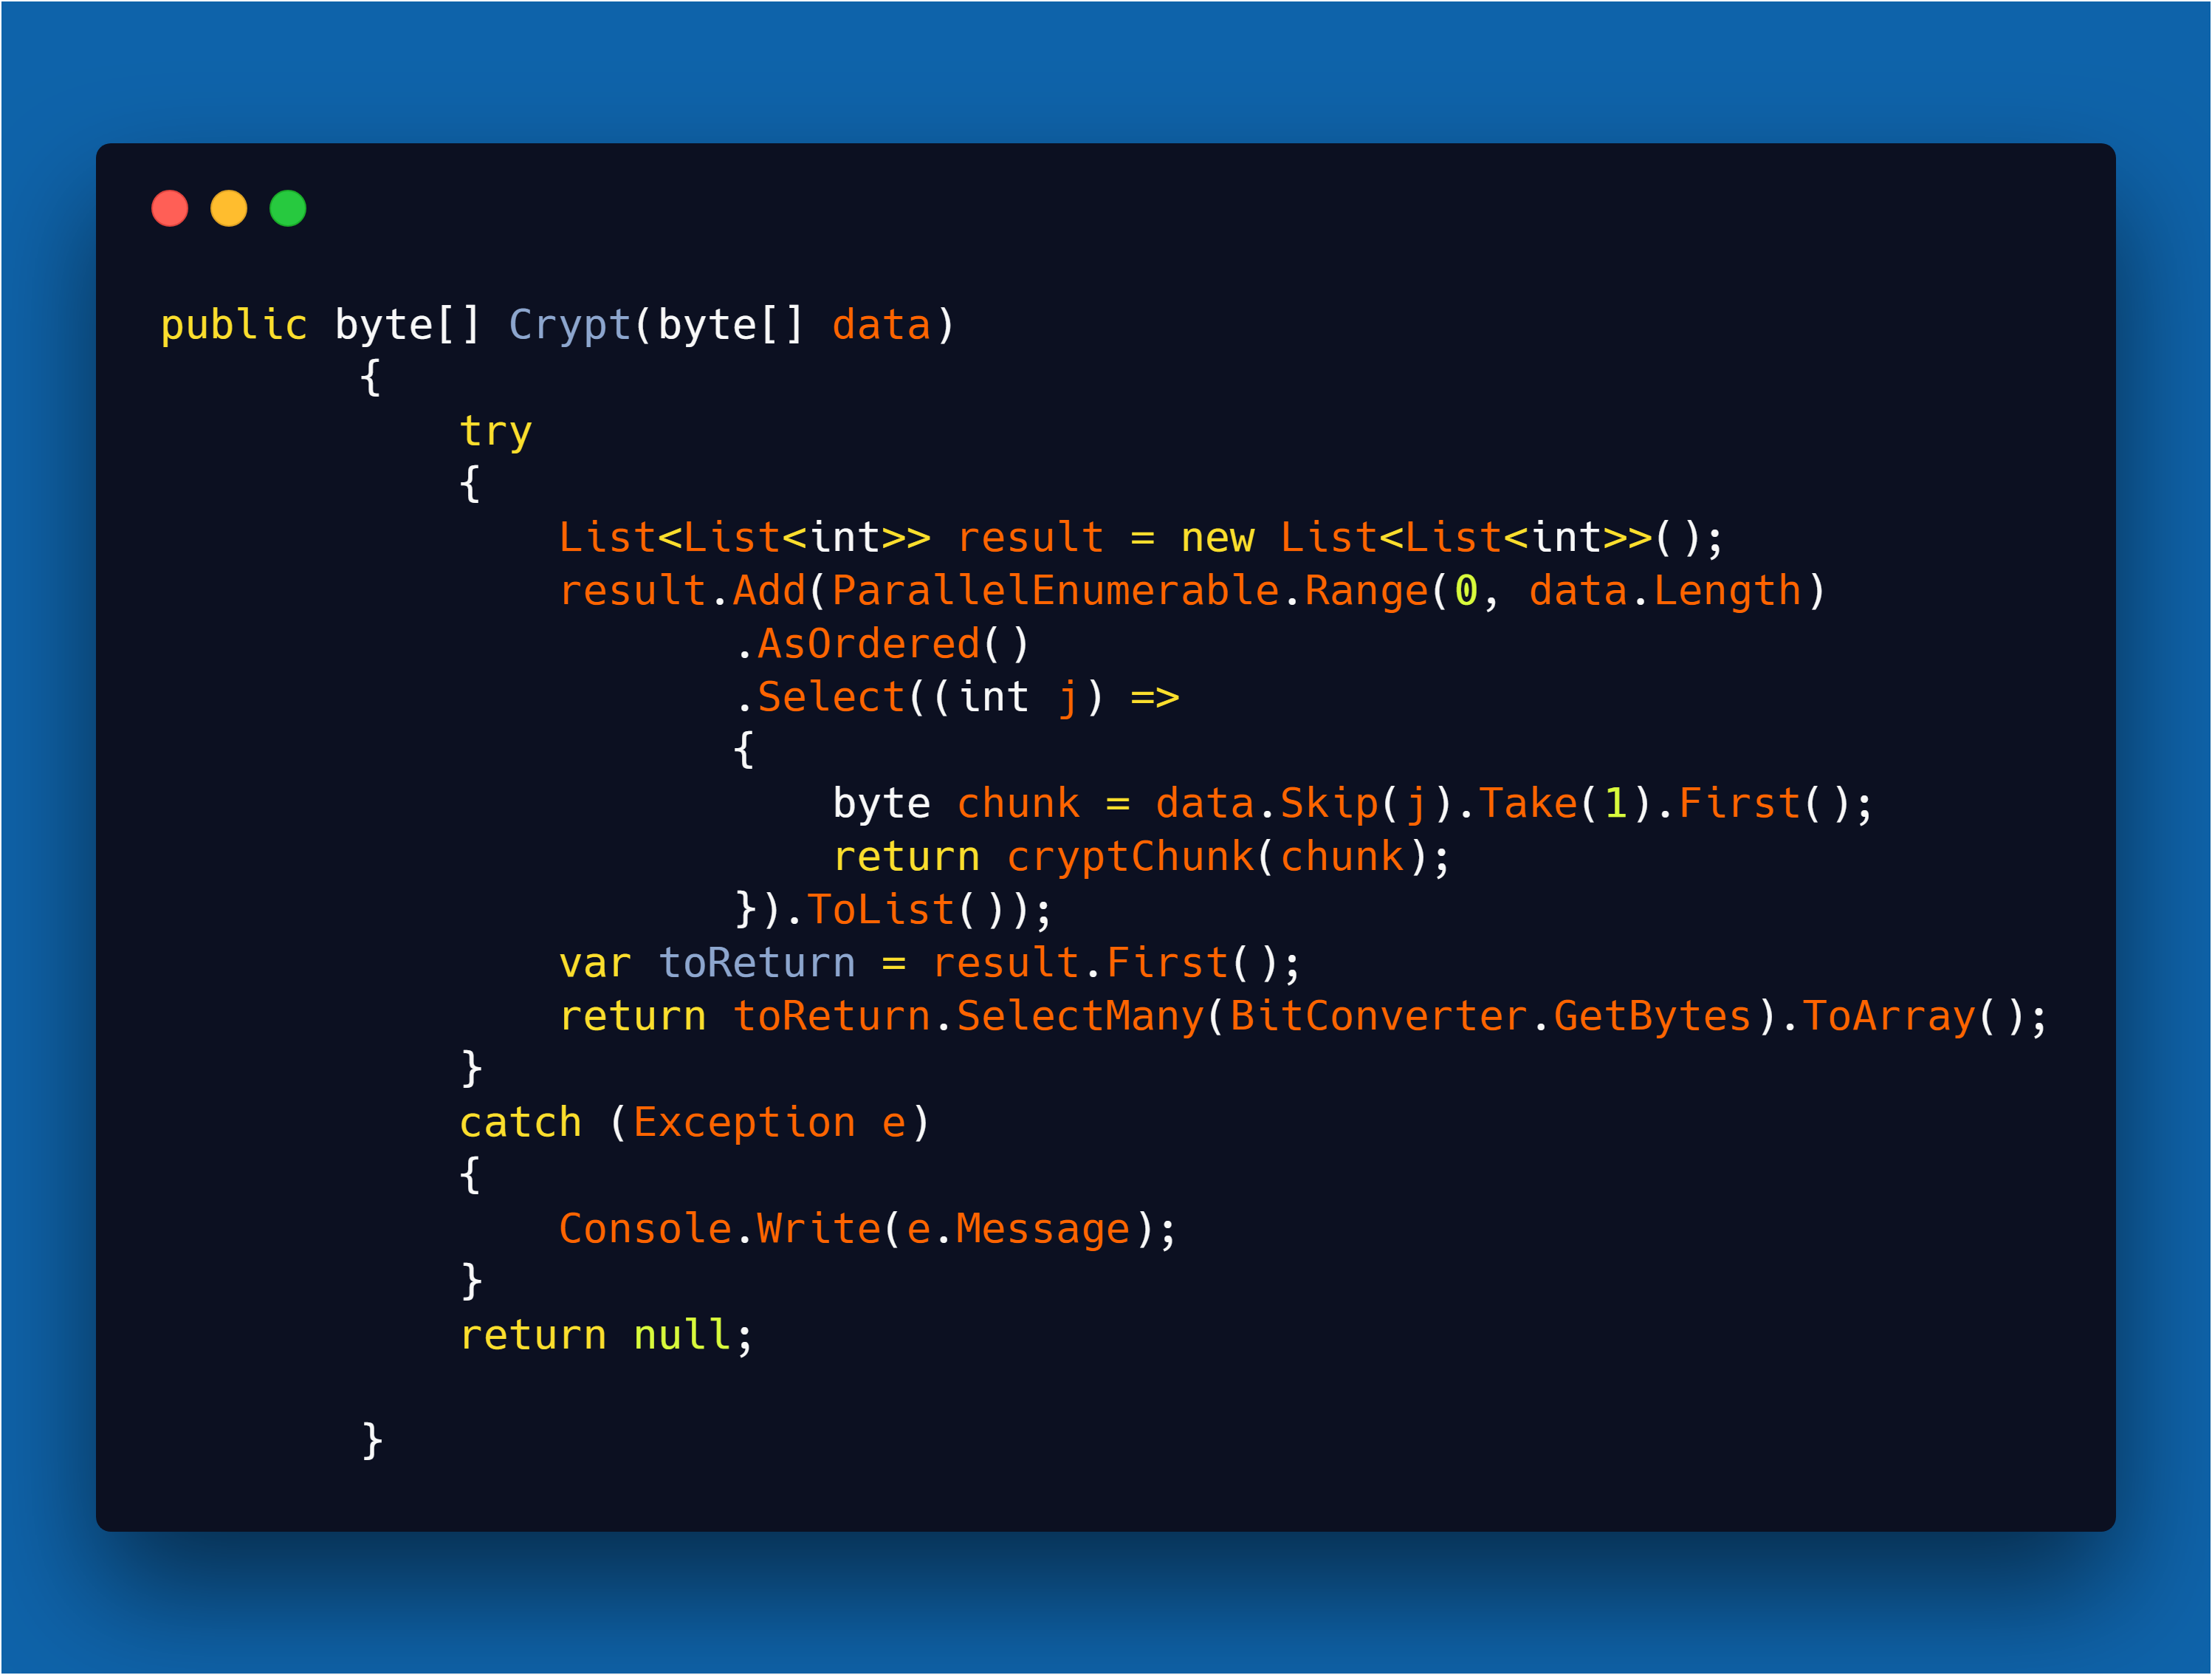 public byte[] Crypt(byte[] data)
        {
            try
            {
                List<List<int>> result = new List<List<int>>();
                result.Add(ParallelEnumerable.Range(0, data.Length)
                       .AsOrdered()
                       .Select((int j) =>
                       {
                           byte chunk = data.Skip(j).Take(1).First();
                           return cryptChunk(chunk);
                       }).ToList());
                var toReturn = result.First();
                return toReturn.SelectMany(BitConverter.GetBytes).ToArray();
            }
            catch (Exception e)
            {
                Console.Write(e.Message);
            }
            return null;

        }